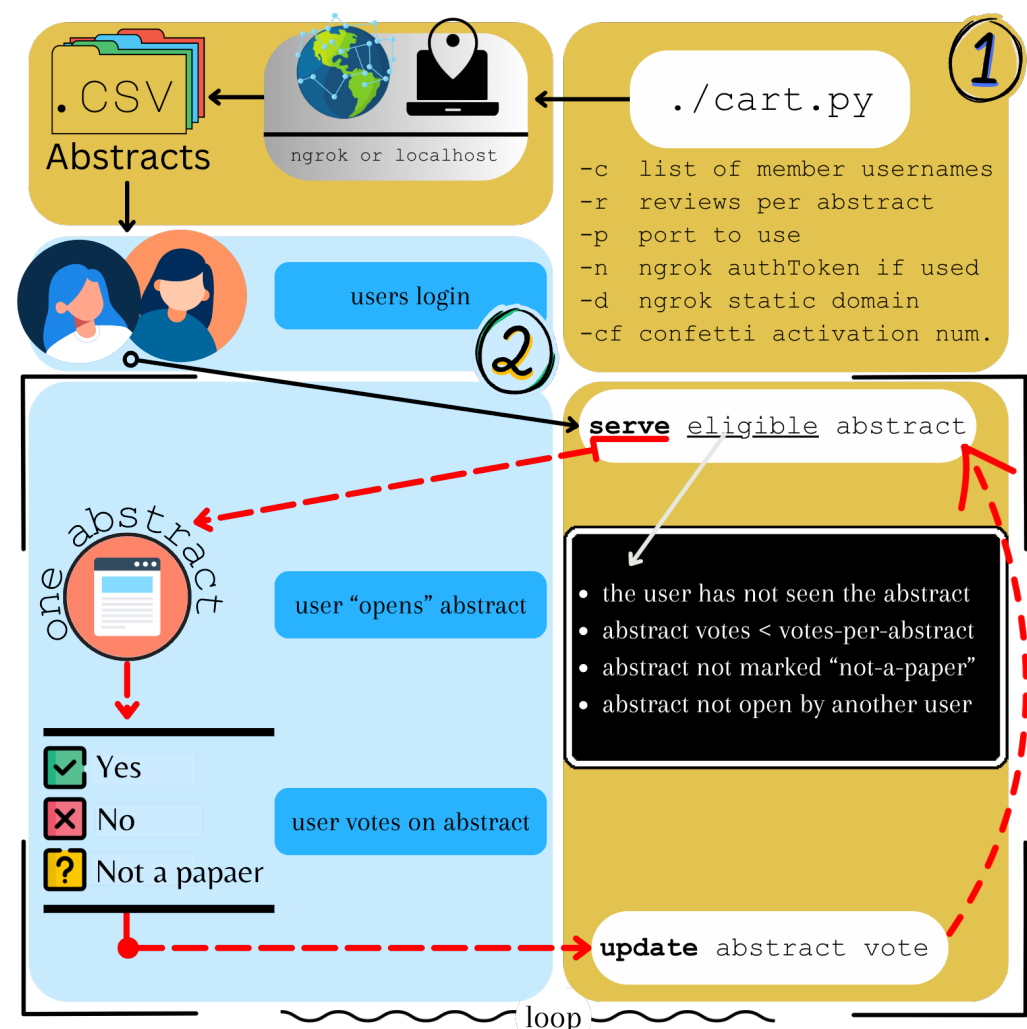 .CSV
Abstracts
ngrok or localhost
./cart.py
1
-c list of member usernames
-r reviews per abstract
-p port to use
-n ngrok authToken if used
-d ngrok static domain
-cf confetti activation num.
users login
2
serve eligible abstract
one abstract
user “opens” abstract
• the user has not seen the abstract
• abstract votes < votes-per-abstract
• abstract not marked “not-a-paper”
• abstract not open by another user
Yes
No
Not a papaer
user votes on abstract
update abstract vote
loop